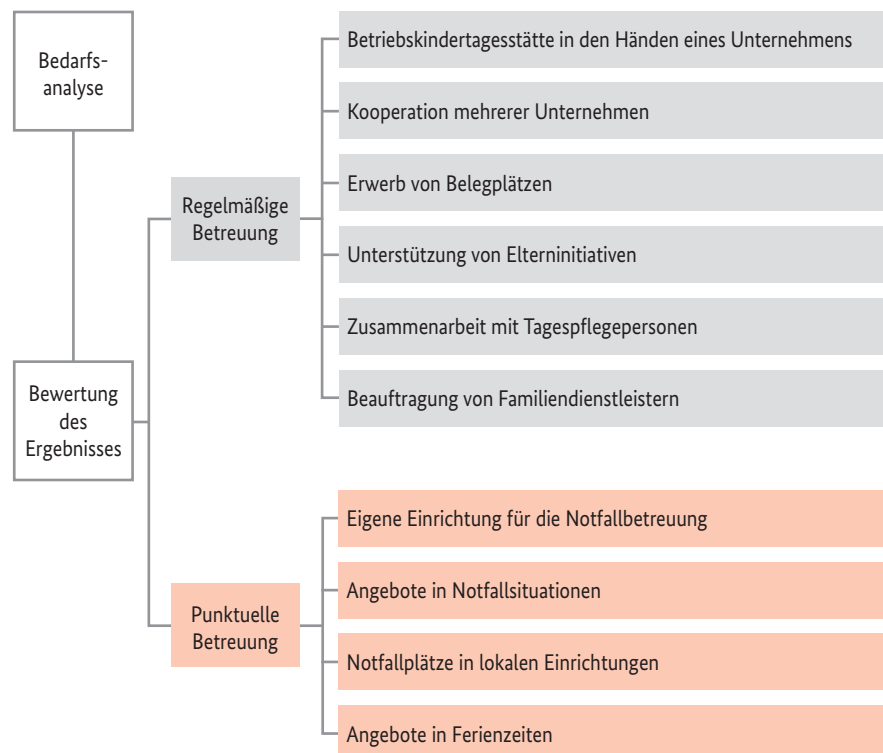 Bedarfs-
analyse
Bewertung
des
Ergebnisses
Regelmäßige
Betreuung
Betriebskindertagesstätte in den Händen eines Unternehmens
Kooperation mehrerer Unternehmen
Erwerb von Belegplätzen
Unterstützung von Elterninitiativen
Zusammenarbeit mit Tagespflegepersonen
Beauftragung von Familiendienstleistern
Punktuelle
Betreuung
Eigene Einrichtung für die Notfallbetreuung
Angebote in Notfallsituationen
Notfallplätze in lokalen Einrichtungen
Angebote in Ferienzeiten